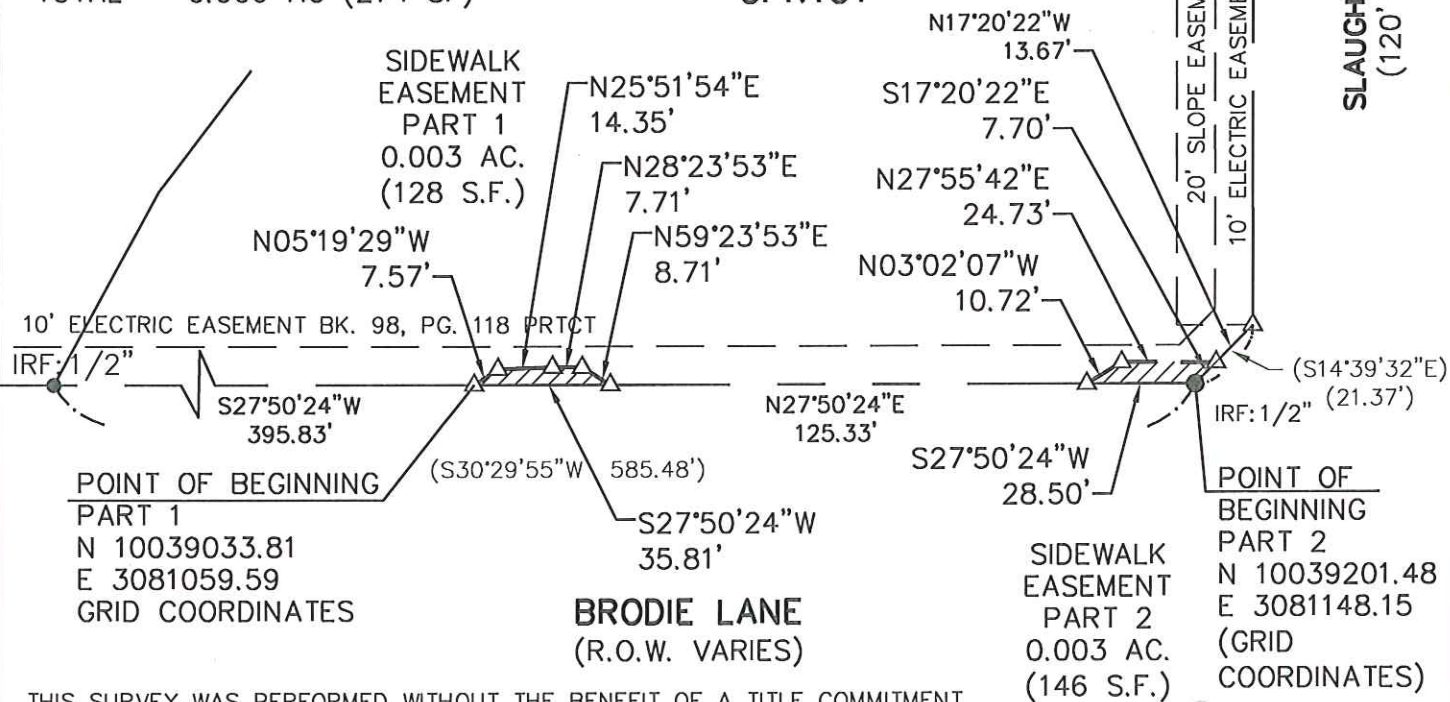 SIDEWALK
EASEMENT
PART 1
0.003 AC.
(128 S.F.)
N25°51'54"E
14.35'
N28°23'53"E
7.71'
N59°23'53"E
8.71'
N05°19'29"W
7.57'
N17°20'22"W
13.67'
S17°20'22"E
7.70'
N27°55'42"E
24.73'
N03°02'07"W
10.72'
20' SLOPE EASEM
10' ELECTRIC EASEME
SLAUGH
(120'
10' ELECTRIC EASEMENT BK. 98, PG. 118 PRTCT
IRF: 1/2"
S27°50'24"W
395.83'
N27°50'24"E
125.33'
(S14°39'32"E)
(21.37')
IRF: 1/2"
(S30°29'55"W 585.48')
S27°50'24"W
35.81'
S27°50'24"W
28.50'
POINT OF BEGINNING
PART 1
N 10039033.81
E 3081059.59
GRID COORDINATES
BRODIE LANE
(R.O.W. VARIES)
SIDEWALK
EASEMENT
PART 2
0.003 AC.
(146 S.F.)
POINT OF
BEGINNING
PART 2
N 10039201.48
E 3081148.15
(GRID
COORDINATES)
THIS SURVEY WAS PERFORMED WITHOUT THE BENEFIT OF A TITLE COMMITMENT